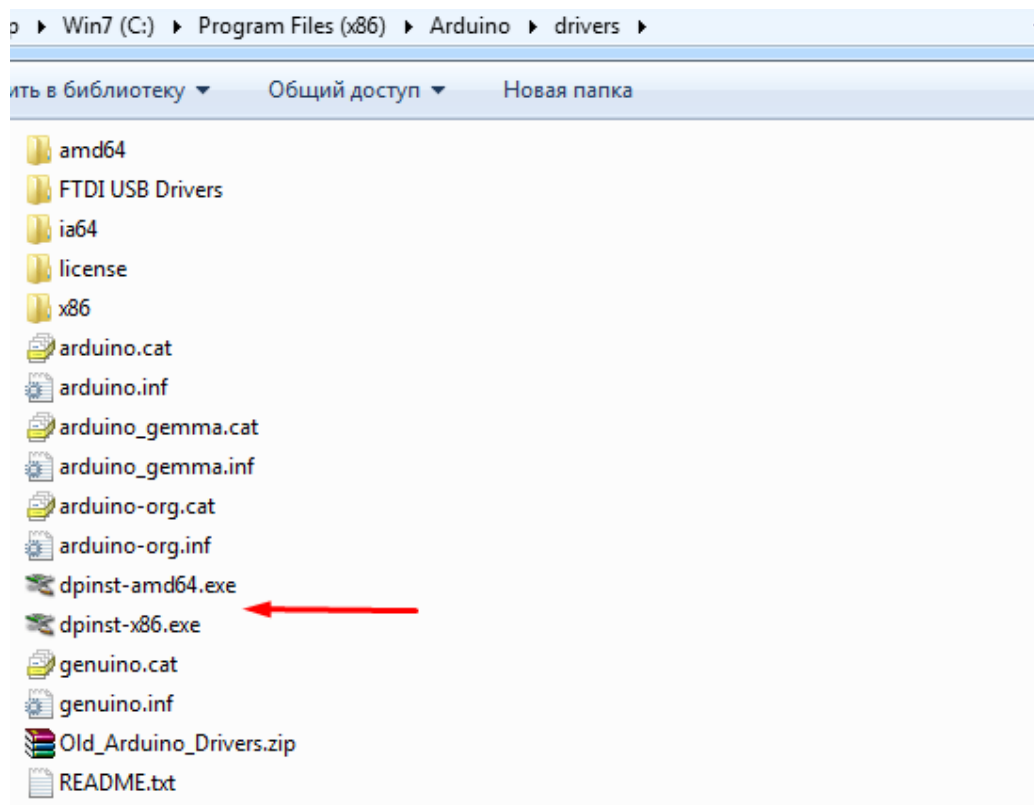 Win7 (C:) Program Files (x86) Arduino drivers
ить в библиотеку Общий доступ Новая папка
amd64
FTDI USB Drivers
ia64
license
x86
arduino.cat
arduino.inf
arduino_gemma.cat
arduino_gemma.inf
arduino-org.cat
arduino-org.inf
dpinst-amd64.exe
dpinst-x86.exe
genuino.cat
genuino.inf
Old_Arduino_Drivers.zip
README.txt